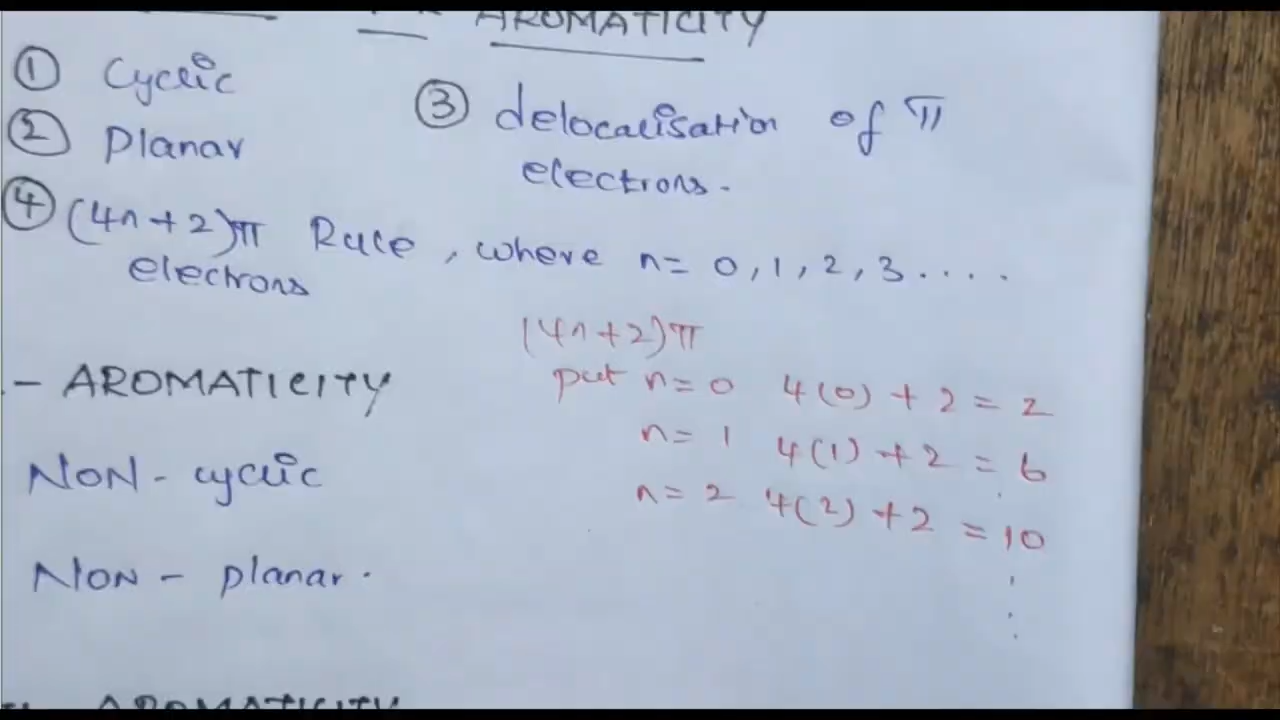 AROMATICITY
① Cyclic
② Planar
③ delocalisation of π
electrons.
④ (4n+2)π Rule, where n= 0,1,2,3....
electrons
(4n+2)π
put n=0 4(0) + 2 = 2
n= 1 4(1) +2 = 6
n= 2 4(2) +2 = 10
- AROMATICITY
NON - cyclic
NON - planar.
AROMATICITY